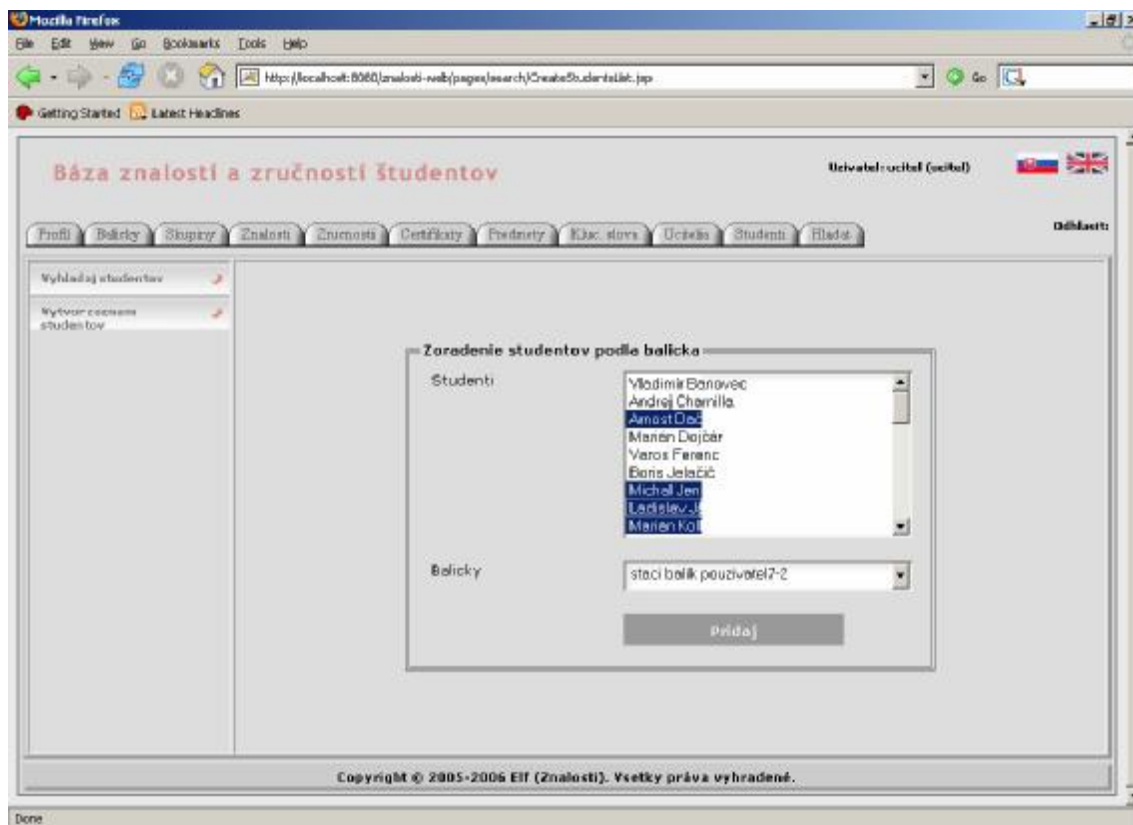 Mozilla Firefox
File Edit View Go Bookmarks Tools Help
http://localhost:8080/znalosti-web/pages/search/CreateStudentsList.jsp Go
Getting Started Latest Headlines
Báza znalostí a zručností študentov
Uzivatel: ucitel (ucitel)
Profil Balicky Skupiny Znalosti Zrucnosti Certifikaty Predmety Kluc. slova Ucitelia Studenti Hladat
Odhlasit:
Vyhladaj studentov
Vytvor zoznam
studentov
Zoradenie studentov podla balicka
Studenti
Vladimir Banovec
Andrej Chamilla
Arnost Dac
Marián Dojčár
Varos Ferenc
Boris Jelačič
Michal Jen
Ladislav J
Marian Kol
Balicky
staci balik pouzivatel7-2
Pridaj
Copyright © 2005-2006 Elf (Znalosti). Vsetky práva vyhradené.
Done